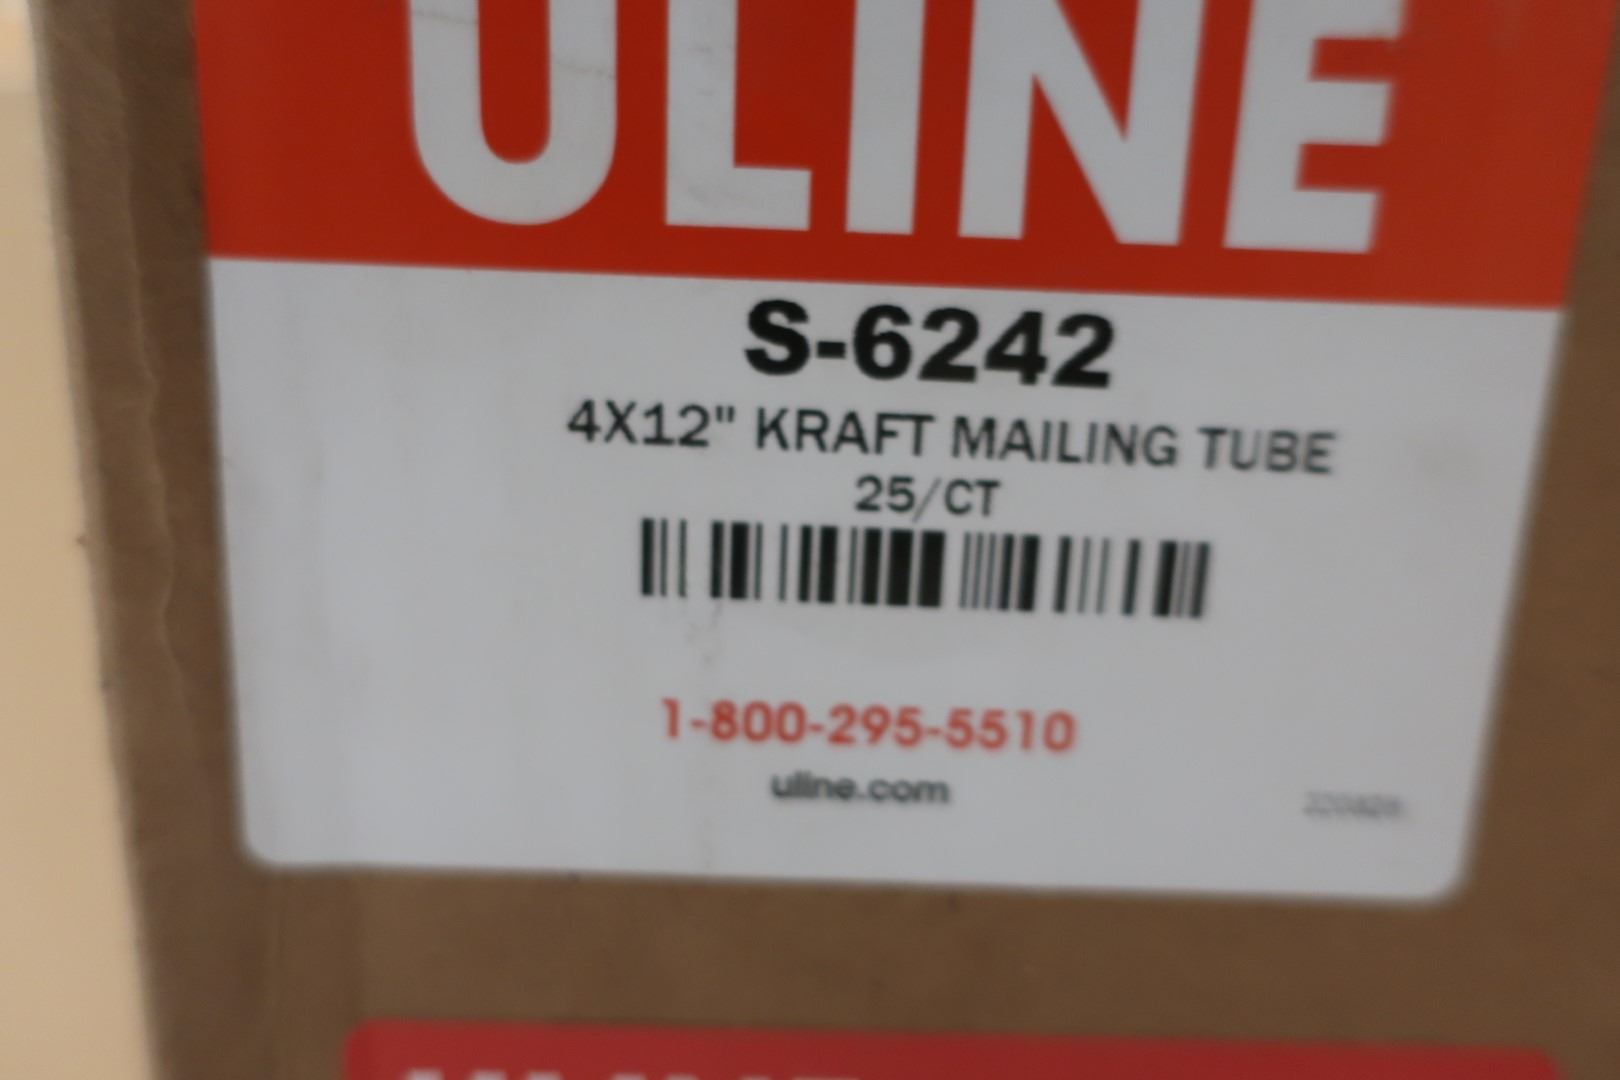 ULINE
S-6242
4X12" KRAFT MAILING TUBE
25/CT
1-800-295-5510
uline.com